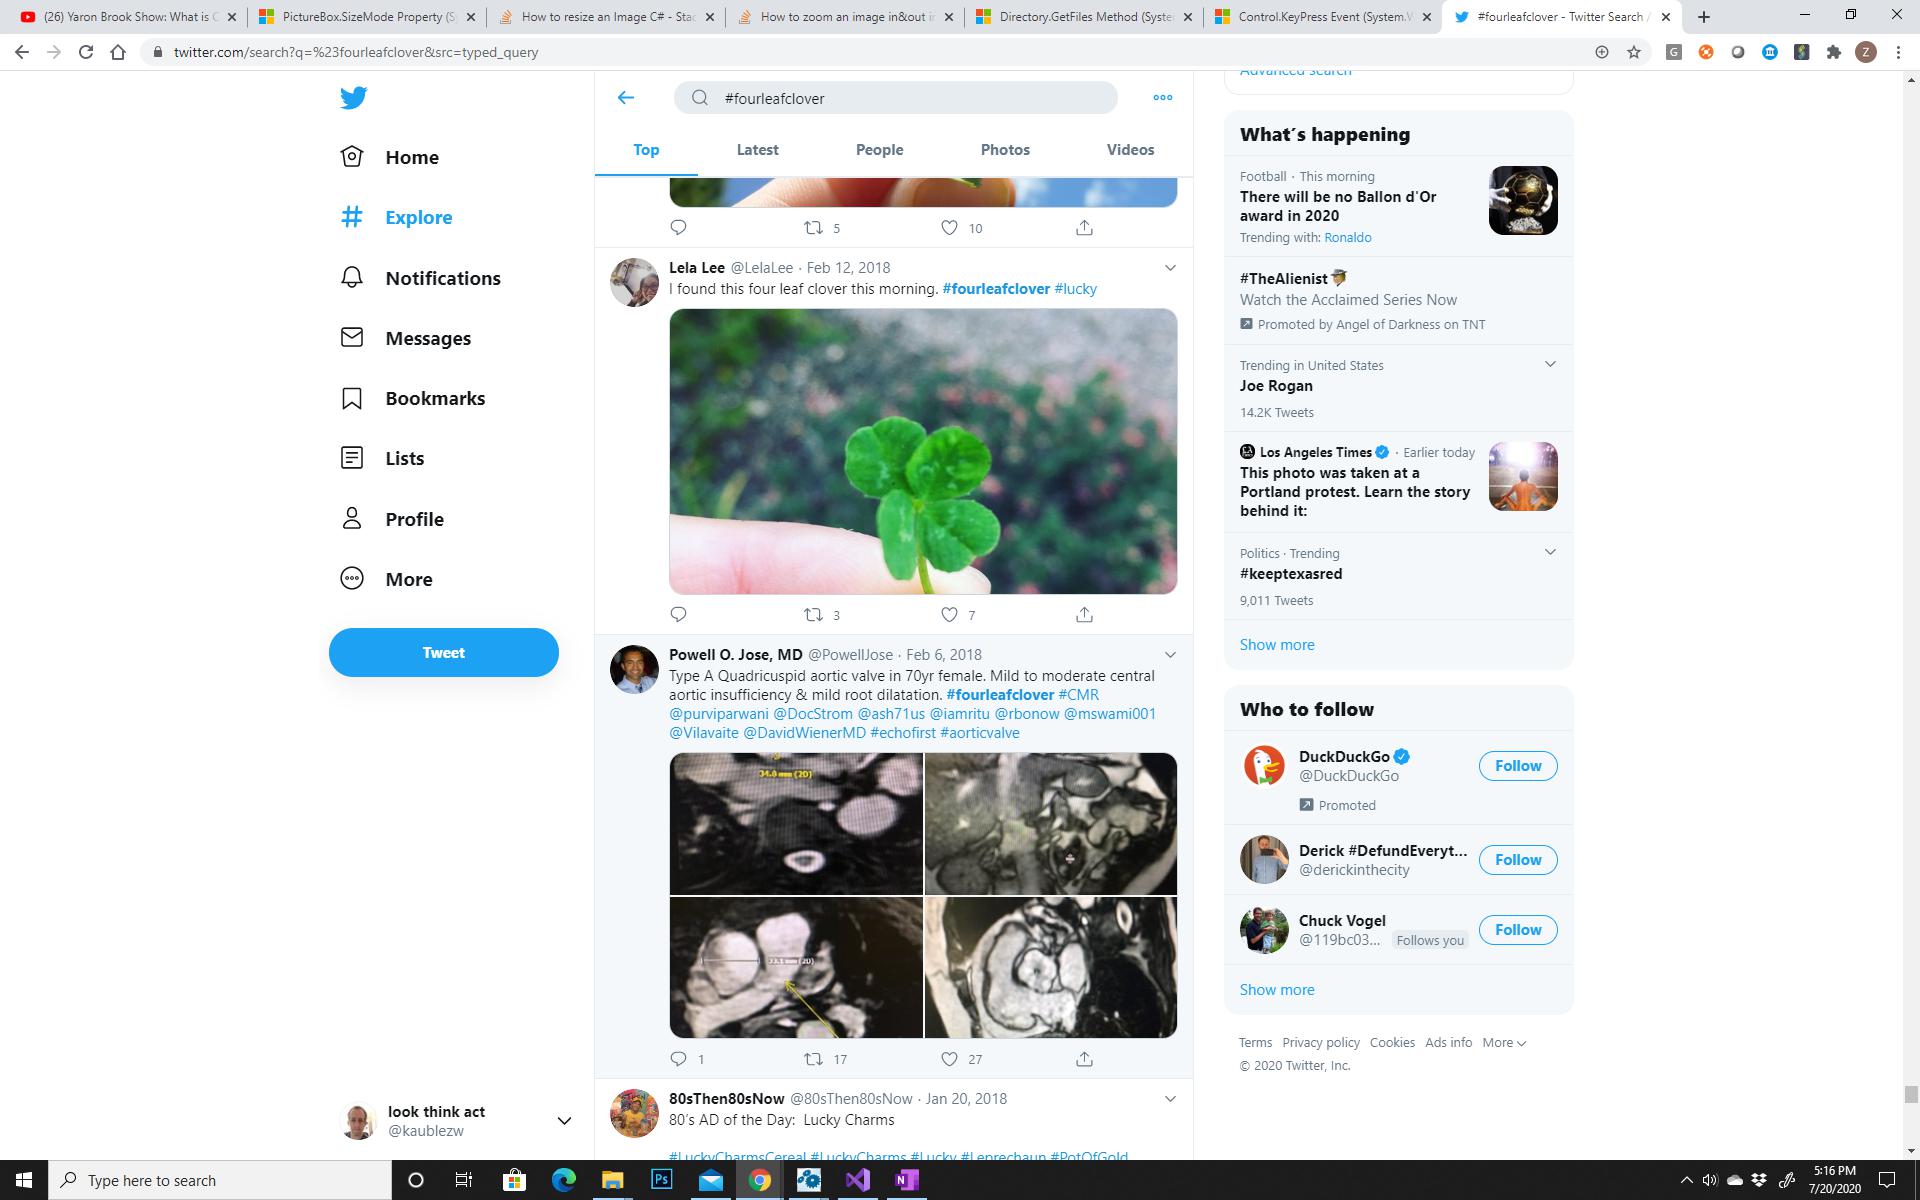 (26) Yaron Brook Show: What is C
PictureBox.SizeMode Property (S
How to resize an Image C# - Stac
How to zoom an image in&out in
Directory.GetFiles Method (Syste
Control.KeyPress Event (System.W
#fourleafclover - Twitter Search /
twitter.com/search?q=%23fourleafclover&src=typed_query
Z
#fourleafclover
Top Latest People Photos Videos
Home
Explore
Notifications
Messages
Bookmarks
Lists
Profile
More
Tweet
look think act
@kaublezw
5 10
Lela Lee @LelaLee · Feb 12, 2018
I found this four leaf clover this morning. #fourleafclover #lucky
3 7
Powell O. Jose, MD @PowellJose · Feb 6, 2018
Type A Quadricuspid aortic valve in 70yr female. Mild to moderate central
aortic insufficiency & mild root dilatation. #fourleafclover #CMR
@purviparwani @DocStrom @ash71us @iamritu @rbonow @mswami001
@Vilavaite @DavidWienerMD #echofirst #aorticvalve
1 17 27
80sThen80sNow @80sThen80sNow · Jan 20, 2018
80's AD of the Day: Lucky Charms
#LuckyCharmsCereal #LuckyCharms #Lucky #Leprechaun #PotOfGold
Advanced search
What's happening
Football · This morning
There will be no Ballon d'Or
award in 2020
Trending with: Ronaldo
#TheAlienist
Watch the Acclaimed Series Now
Promoted by Angel of Darkness on TNT
Trending in United States
Joe Rogan
14.2K Tweets
Los Angeles Times · Earlier today
This photo was taken at a
Portland protest. Learn the story
behind it:
Politics · Trending
#keeptexasred
9,011 Tweets
Show more
Who to follow
DuckDuckGo
@DuckDuckGo
Follow
Promoted
Derick #DefundEveryt...
@derickinthecity
Follow
Chuck Vogel
@119bc03... Follows you
Follow
Show more
Terms Privacy policy Cookies Ads info More
© 2020 Twitter, Inc.
Type here to search
Ps
5:16 PM
7/20/2020